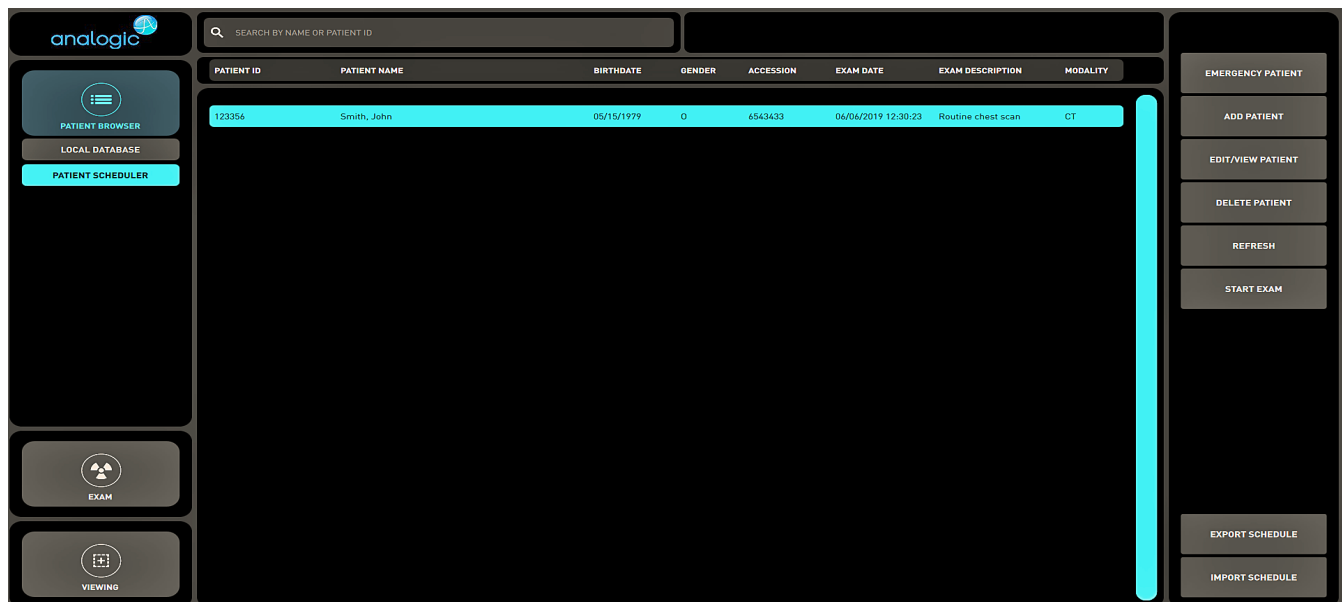 analogic
SEARCH BY NAME OR PATIENT ID
PATIENT BROWSER
LOCAL DATABASE
PATIENT SCHEDULER
EXAM
VIEWING
PATIENT ID PATIENT NAME BIRTHDATE GENDER ACCESSION EXAM DATE EXAM DESCRIPTION MODALITY
123356 Smith, John 05/15/1979 O 6543433 06/06/2019 12:30:23 Routine chest scan CT
EMERGENCY PATIENT
ADD PATIENT
EDIT/VIEW PATIENT
DELETE PATIENT
REFRESH
START EXAM
EXPORT SCHEDULE
IMPORT SCHEDULE